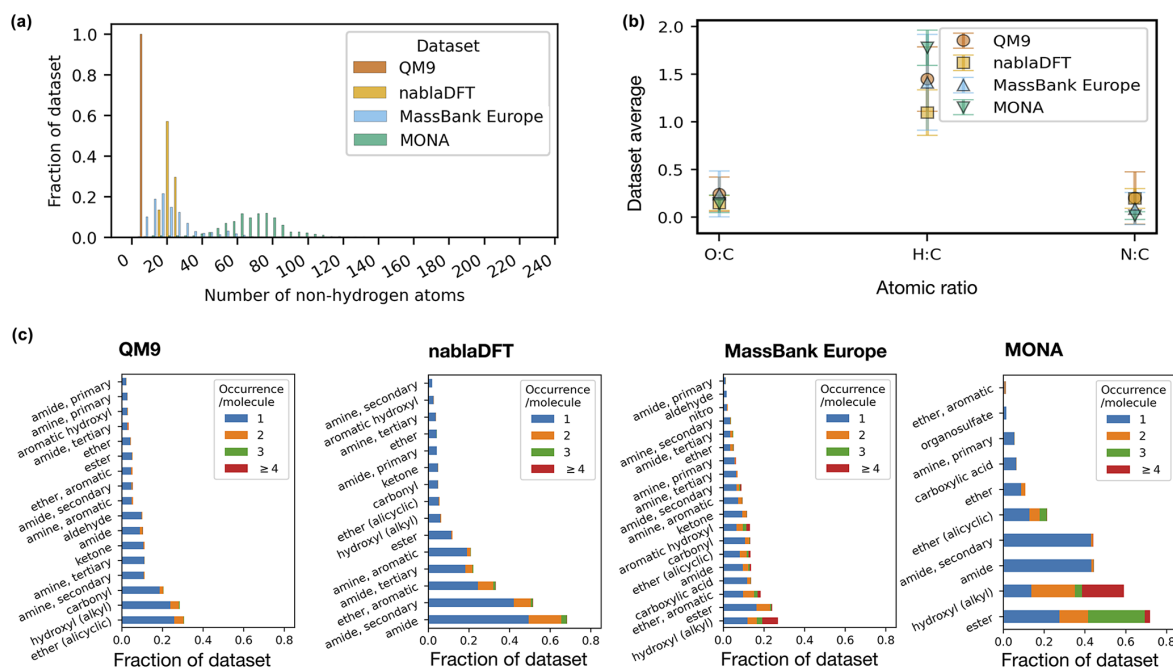 (a)
Fraction of dataset
1.0
0.8
0.6
0.4
0.2
0.0
Dataset
QM9
nablaDFT
MassBank Europe
MONA
0
20
40
60
80
100
120
140
160
180
200
220
240
Number of non-hydrogen atoms
(b)
Dataset average
2.0
1.5
1.0
0.5
0.0
QM9
nablaDFT
MassBank Europe
MONA
O:C
H:C
N:C
Atomic ratio
(c)
QM9
amide, primary
amine, primary
aromatic hydroxyl
amide, tertiary
ether
ester
ether, aromatic
amide, secondary
amine, aromatic
aldehyde
amide
ketone
amine, tertiary
amine, secondary
carbonyl
hydroxyl (alkyl)
ether (alicyclic)
Occurrence
/molecule
1
2
3
≥ 4
0.0
0.4
0.8
Fraction of dataset
nablaDFT
amine, secondary
aromatic hydroxyl
amine, tertiary
ether
amide, primary
ketone
carbonyl
ether (alicyclic)
hydroxyl (alkyl)
ester
amine, aromatic
amide, tertiary
ether, aromatic
amide, secondary
amide
Occurrence
/molecule
1
2
3
≥ 4
0.0
0.2
0.4
0.6
0.8
Fraction of dataset
MassBank Europe
amide, primary
aldehyde
nitro
amine, secondary
amide, tertiary
ether
amine, primary
amine, tertiary
amide, secondary
amine, aromatic
ketone
aromatic hydroxyl
carbonyl
ether (alicyclic)
amide
carboxylic acid
ether, aromatic
ester
hydroxyl (alkyl)
Occurrence
/molecule
1
2
3
≥ 4
0.0
0.2
0.4
0.6
0.8
Fraction of dataset
MONA
ether, aromatic
organosulfate
amine, primary
carboxylic acid
ether
ether (alicyclic)
amide, secondary
amide
hydroxyl (alkyl)
ester
Occurrence
/molecule
1
2
3
≥ 4
0.0
0.2
0.4
0.6
0.8
Fraction of dataset